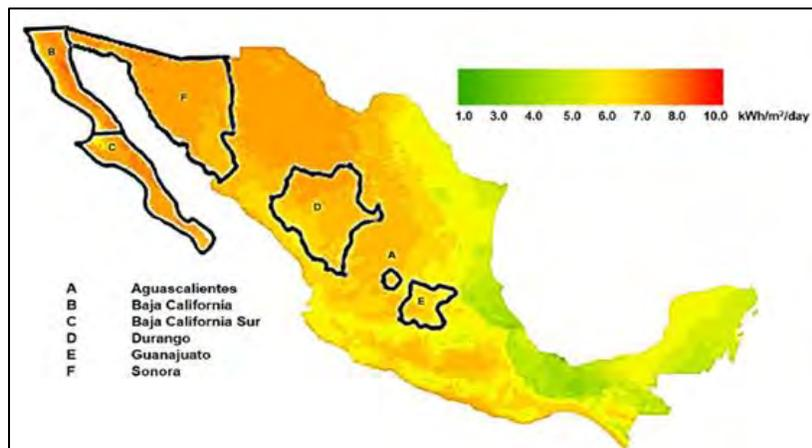 B
F
C
D
A
E
1.0 3.0 4.0 5.0 6.0 7.0 8.0 10.0 kWh/m²/day
A Aguascalientes
B Baja California
C Baja California Sur
D Durango
E Guanajuato
F Sonora